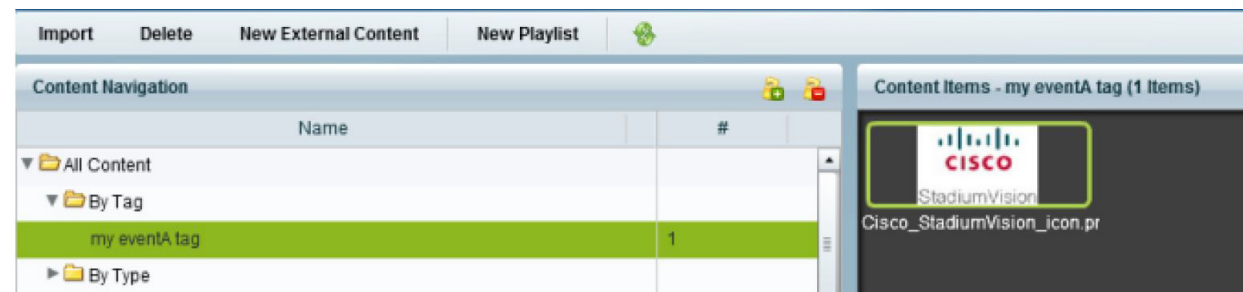 Import Delete New External Content New Playlist
Content Navigation
Name #
All Content
By Tag
my eventA tag 1
By Type
Content Items - my eventA tag (1 Items)
CISCO
StadiumVision
Cisco_StadiumVision_icon.pr